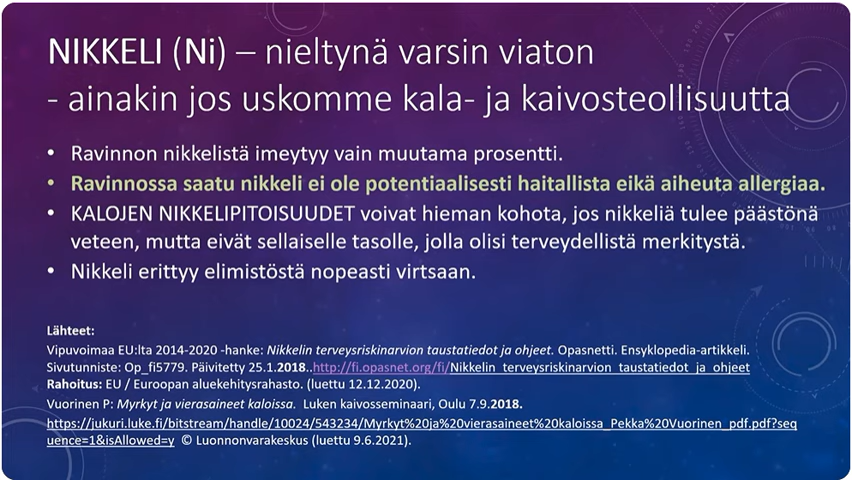 NIKKELI (Ni) – nieltynä varsin viaton
- ainakin jos uskomme kala- ja kaivosteollisuutta
• Ravinnon nikkelistä imeytyy vain muutama prosentti.
• Ravinnossa saatu nikkeli ei ole potentiaalisesti haitallista eikä aiheuta allergiaa.
• KALOJEN NIKKELIPITOISUUDET voivat hieman kohota, jos nikkeliä tulee päästönä
veteen, mutta eivät sellaiselle tasolle, jolla olisi terveydellistä merkitystä.
• Nikkeli erittyy elimistöstä nopeasti virtsaan.
Lähteet:
Vipuvoimaa EU:lta 2014-2020 -hanke: Nikkelin terveysriskinarvion taustatiedot ja ohjeet. Opasnetti. Ensyklopedia-artikkeli.
Sivutunniste: Op_fi5779. Päivitetty 25.1.2018..http://fi.opasnet.org/fi/Nikkelin_terveysriskinarvion_taustatiedot_ja_ohjeet
Rahoitus: EU / Euroopan aluekehitysrahasto. (luettu 12.12.2020).
Vuorinen P: Myrkyt ja vierasaineet kaloissa. Luken kaivosseminaari, Oulu 7.9.2018.
https://jukuri.luke.fi/bitstream/handle/10024/543234/Myrkyt%20ja%20vierasaineet%20kaloissa_Pekka%20Vuorinen_pdf.pdf?seq
uence=1&isAllowed=y © Luonnonvarakeskus (luettu 9.6.2021).